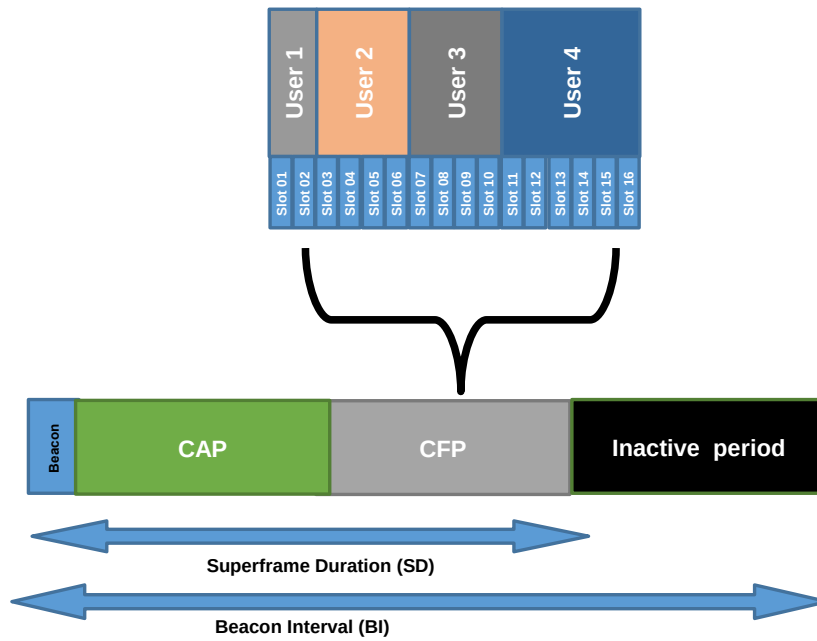 User 1
User 2
User 3
User 4
Slot 01
Slot 02
Slot 03
Slot 04
Slot 05
Slot 06
Slot 07
Slot 08
Slot 09
Slot 10
Slot 11
Slot 12
Slot 13
Slot 14
Slot 15
Slot 16
Beacon
CAP
CFP
Inactive period
Superframe Duration (SD)
Beacon Interval (BI)